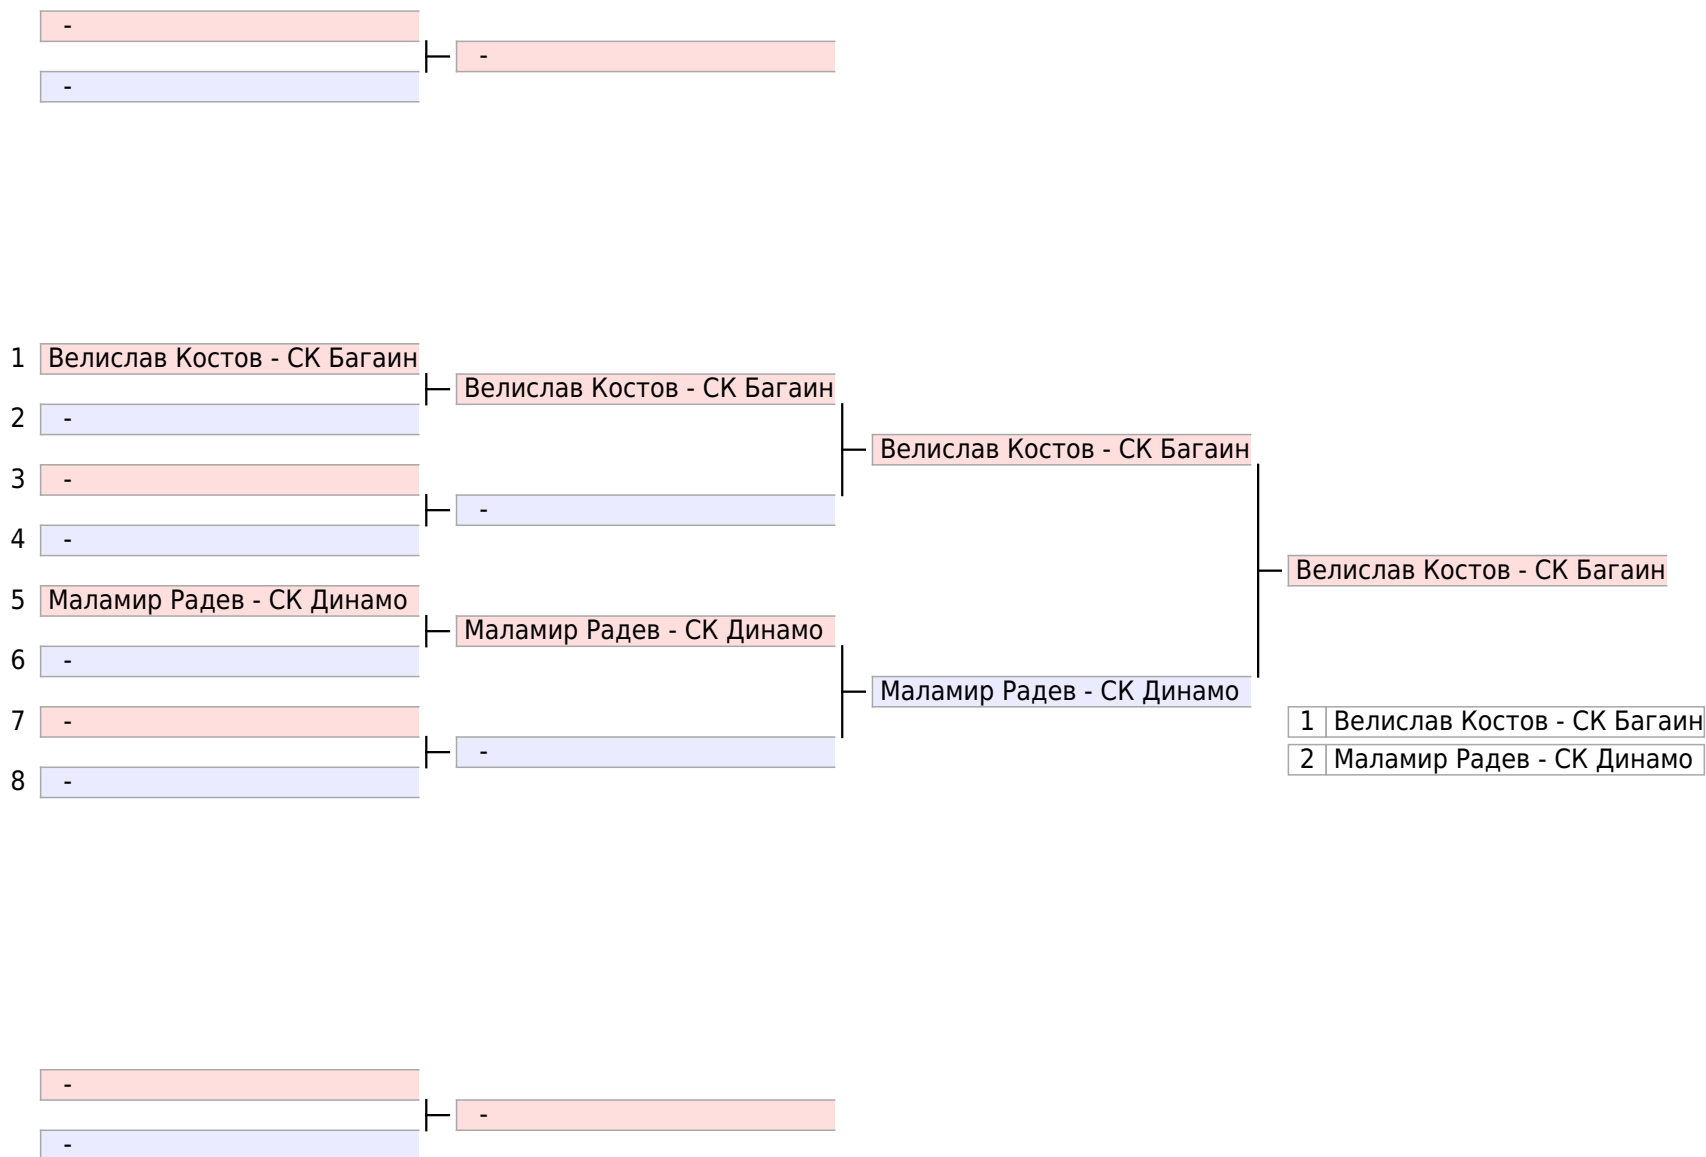 -
-
-
1 Велислав Костов - СК Багаин
Велислав Костов - СК Багаин
2 -
Велислав Костов - СК Багаин
3 -
-
4 -
Велислав Костов - СК Багаин
5 Маламир Радев - СК Динамо
Маламир Радев - СК Динамо
6 -
Маламир Радев - СК Динамо
7 -
1 Велислав Костов - СК Багаин
-
2 Маламир Радев - СК Динамо
8 -
-
-
-